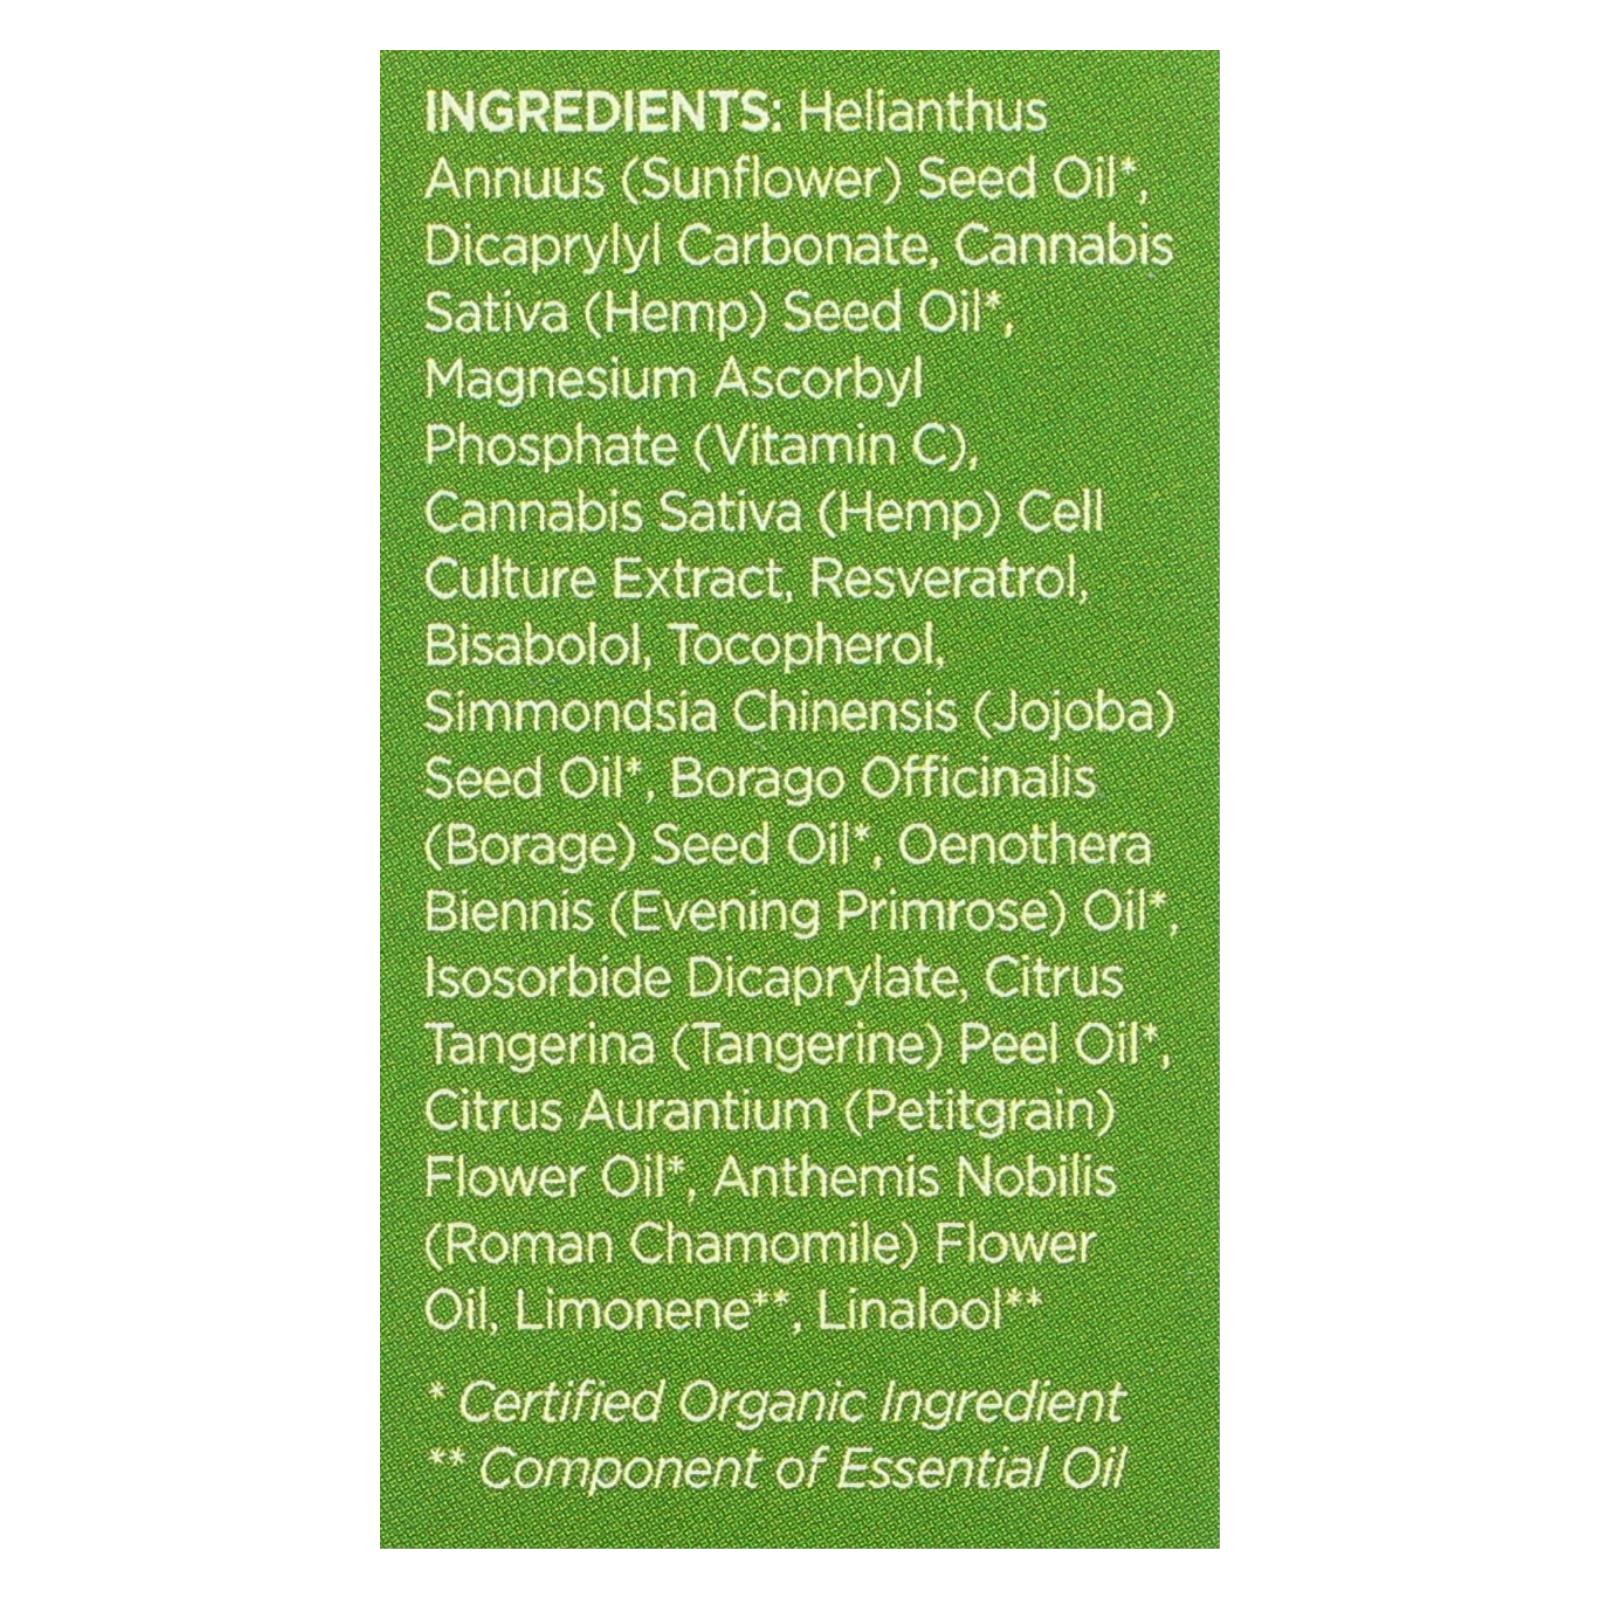 INGREDIENTS: Helianthus
Annuus (Sunflower) Seed Oil*,
Dicaprylyl Carbonate, Cannabis
Sativa (Hemp) Seed Oil*,
Magnesium Ascorbyl
Phosphate (Vitamin C),
Cannabis Sativa (Hemp) Cell
Culture Extract, Resveratrol,
Bisabolol, Tocopherol,
Simmondsia Chinensis (Jojoba)
Seed Oil*, Borago Officinalis
(Borage) Seed Oil*, Oenothera
Biennis (Evening Primrose) Oil*,
Isosorbide Dicaprylate, Citrus
Tangerina (Tangerine) Peel Oil*,
Citrus Aurantium (Petitgrain)
Flower Oil*, Anthemis Nobilis
(Roman Chamomile) Flower
Oil, Limonene**, Linalool**
* Certified Organic Ingredient
** Component of Essential Oil